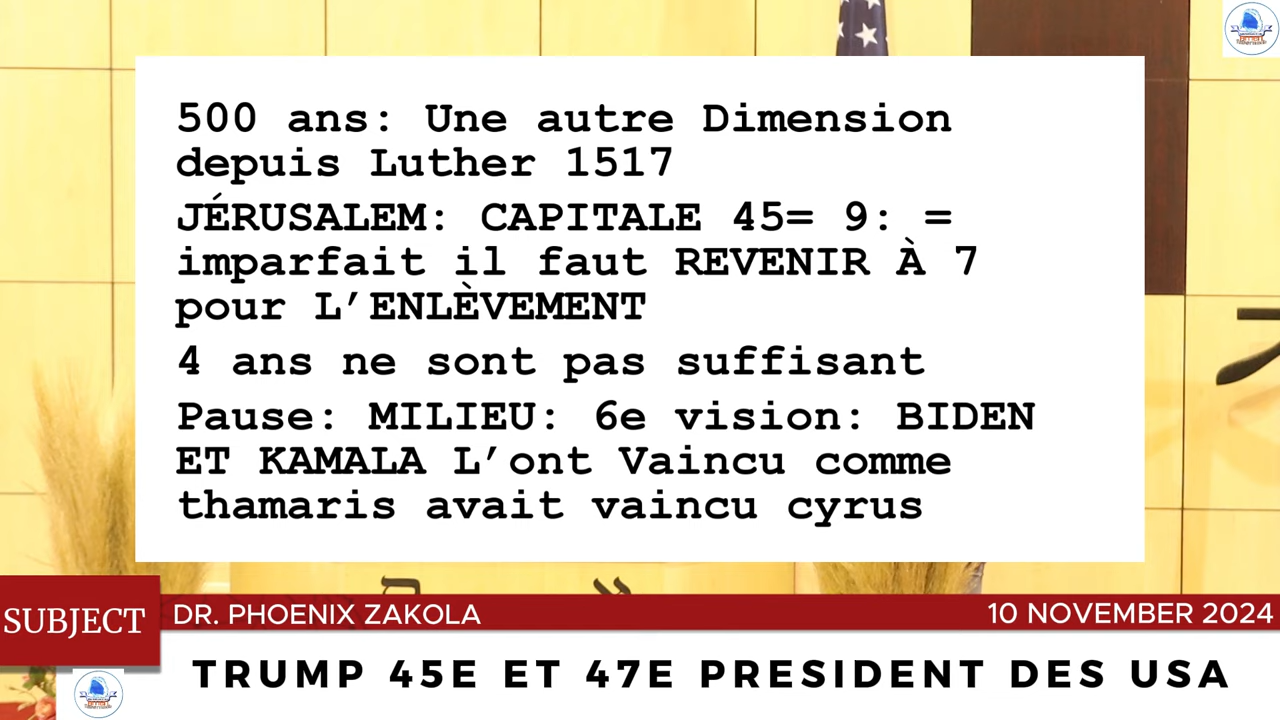 500 ans: Une autre Dimension
depuis Luther 1517
JÉRUSALEM: CAPITALE 45= 9: =
imparfait il faut REVENIR À 7
pour L'ENLÈVEMENT
4 ans ne sont pas suffisant
Pause: MILIEU: 6e vision: BIDEN
ET KAMALA L'ont Vaincu comme
thamaris avait vaincu cyrus
SUBJECT
DR. PHOENIX ZAKOLA
10 NOVEMBER 2024
TRUMP 45E ET 47E PRESIDENT DES USA